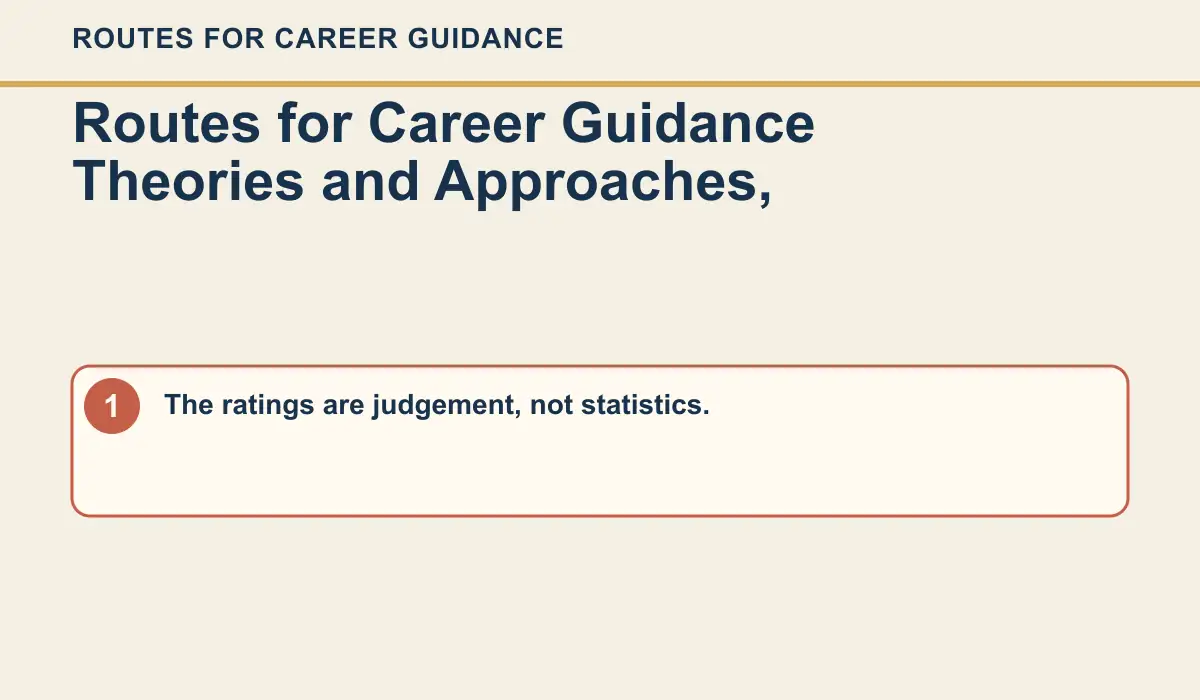 ROUTES FOR CAREER GUIDANCE
Routes for Career Guidance
Theories and Approaches,
1 The ratings are judgement, not statistics.